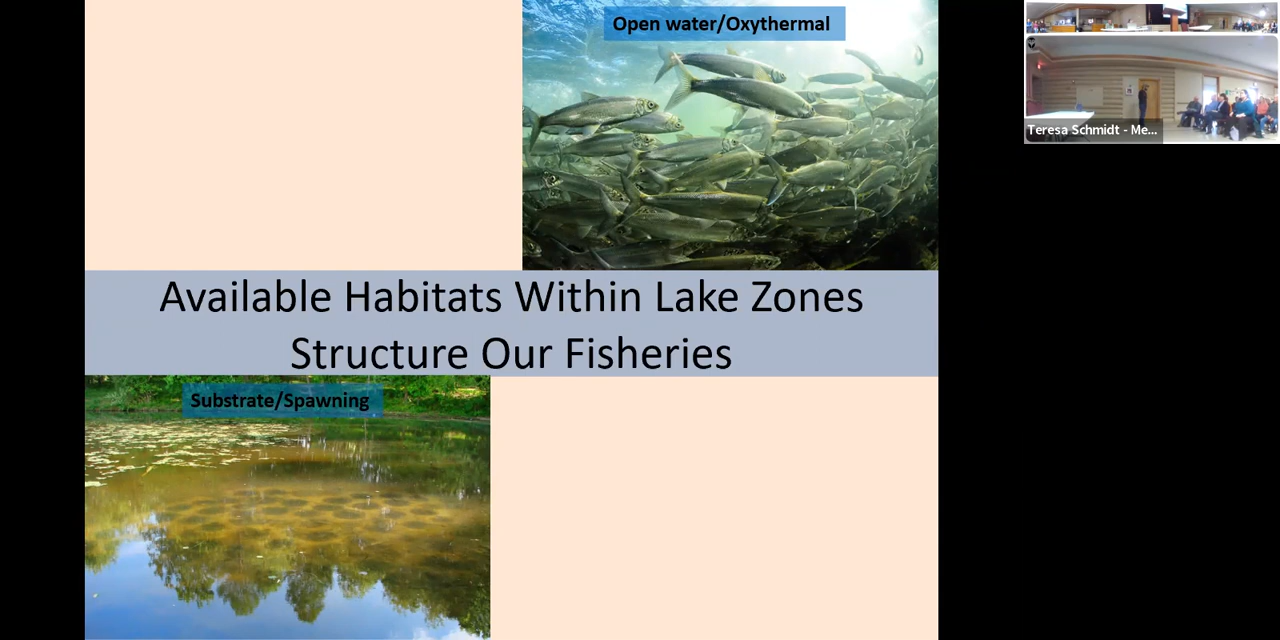 Open water/Oxythermal
Teresa Schmidt - Me...
Available Habitats Within Lake Zones
Structure Our Fisheries
Substrate/Spawning